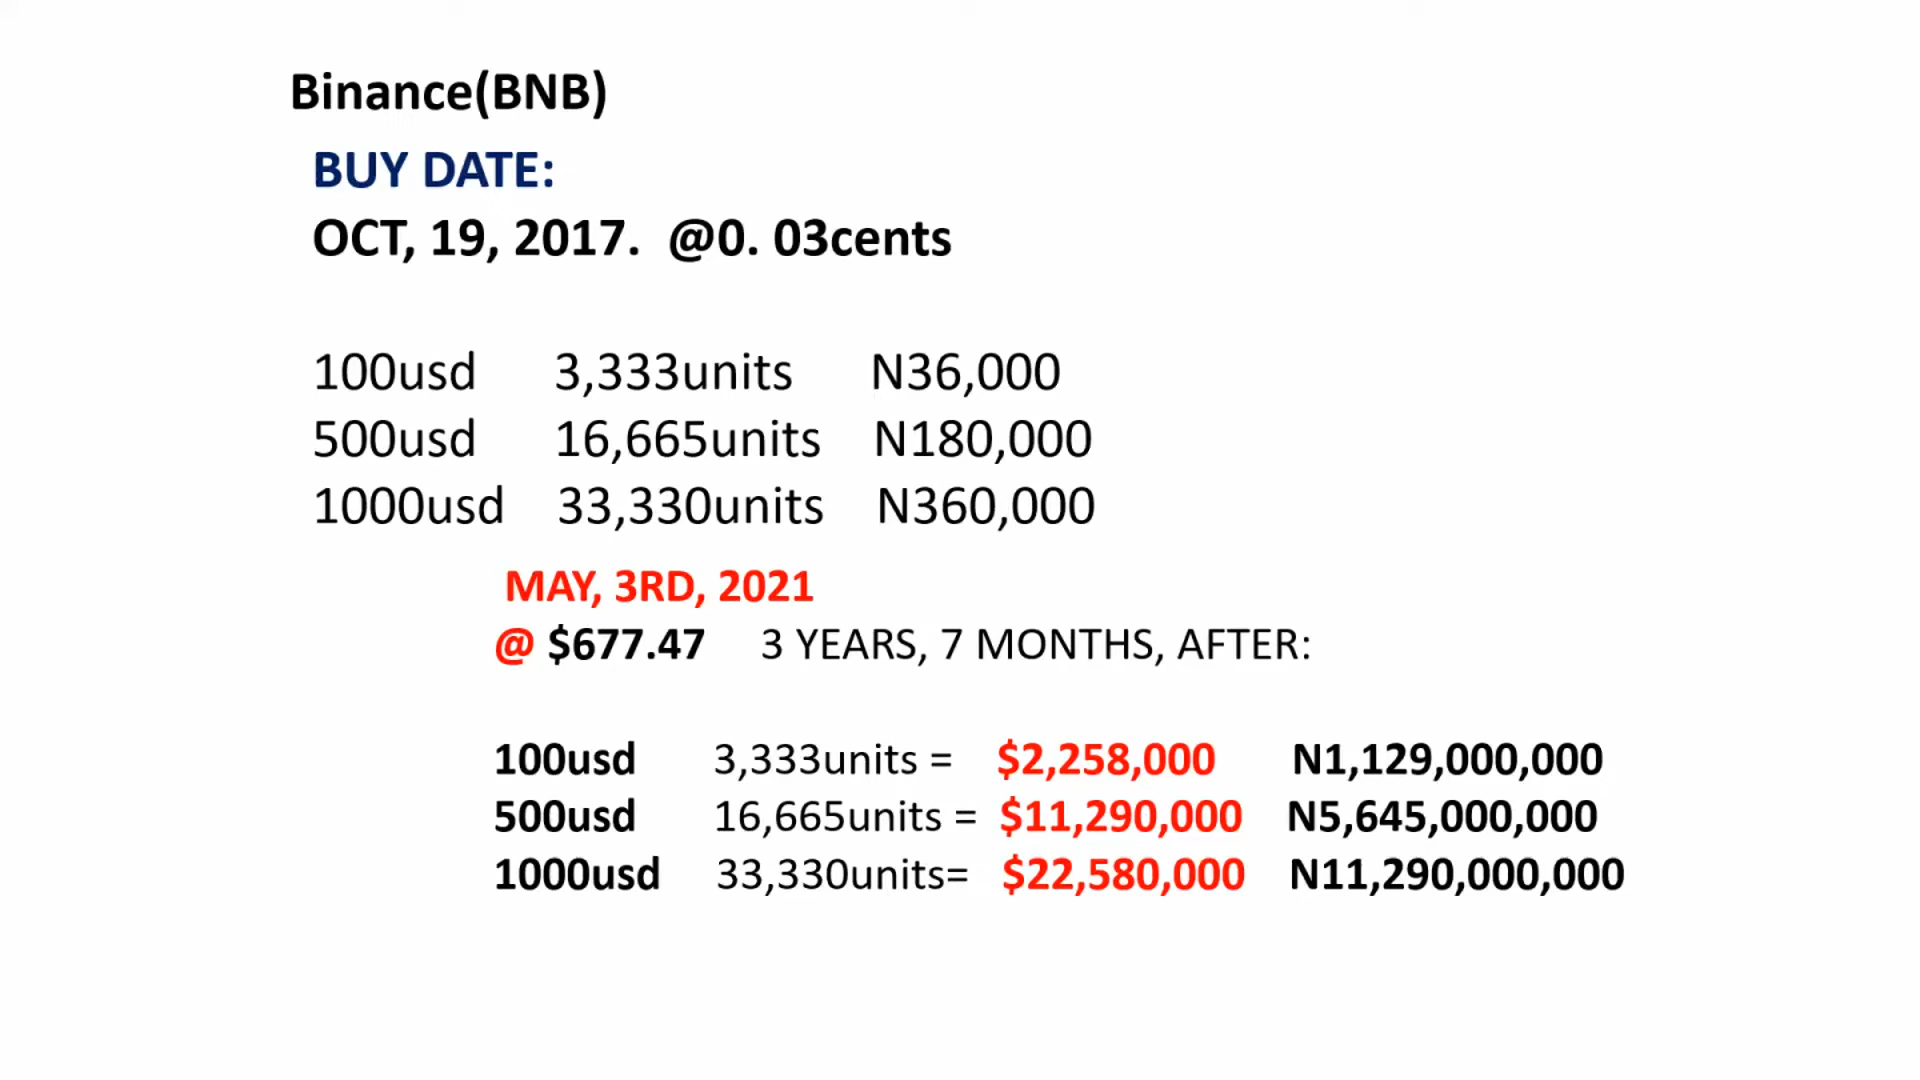 Binance(BNB)
BUY DATE:
OCT, 19, 2017. @0. 03cents
100usd 3,333units N36,000
500usd 16,665units N180,000
1000usd 33,330units N360,000
MAY, 3RD, 2021
@ $677.47 3 YEARS, 7 MONTHS, AFTER:
100usd 3,333units = $2,258,000 N1,129,000,000
500usd 16,665units = $11,290,000 N5,645,000,000
1000usd 33,330units= $22,580,000 N11,290,000,000